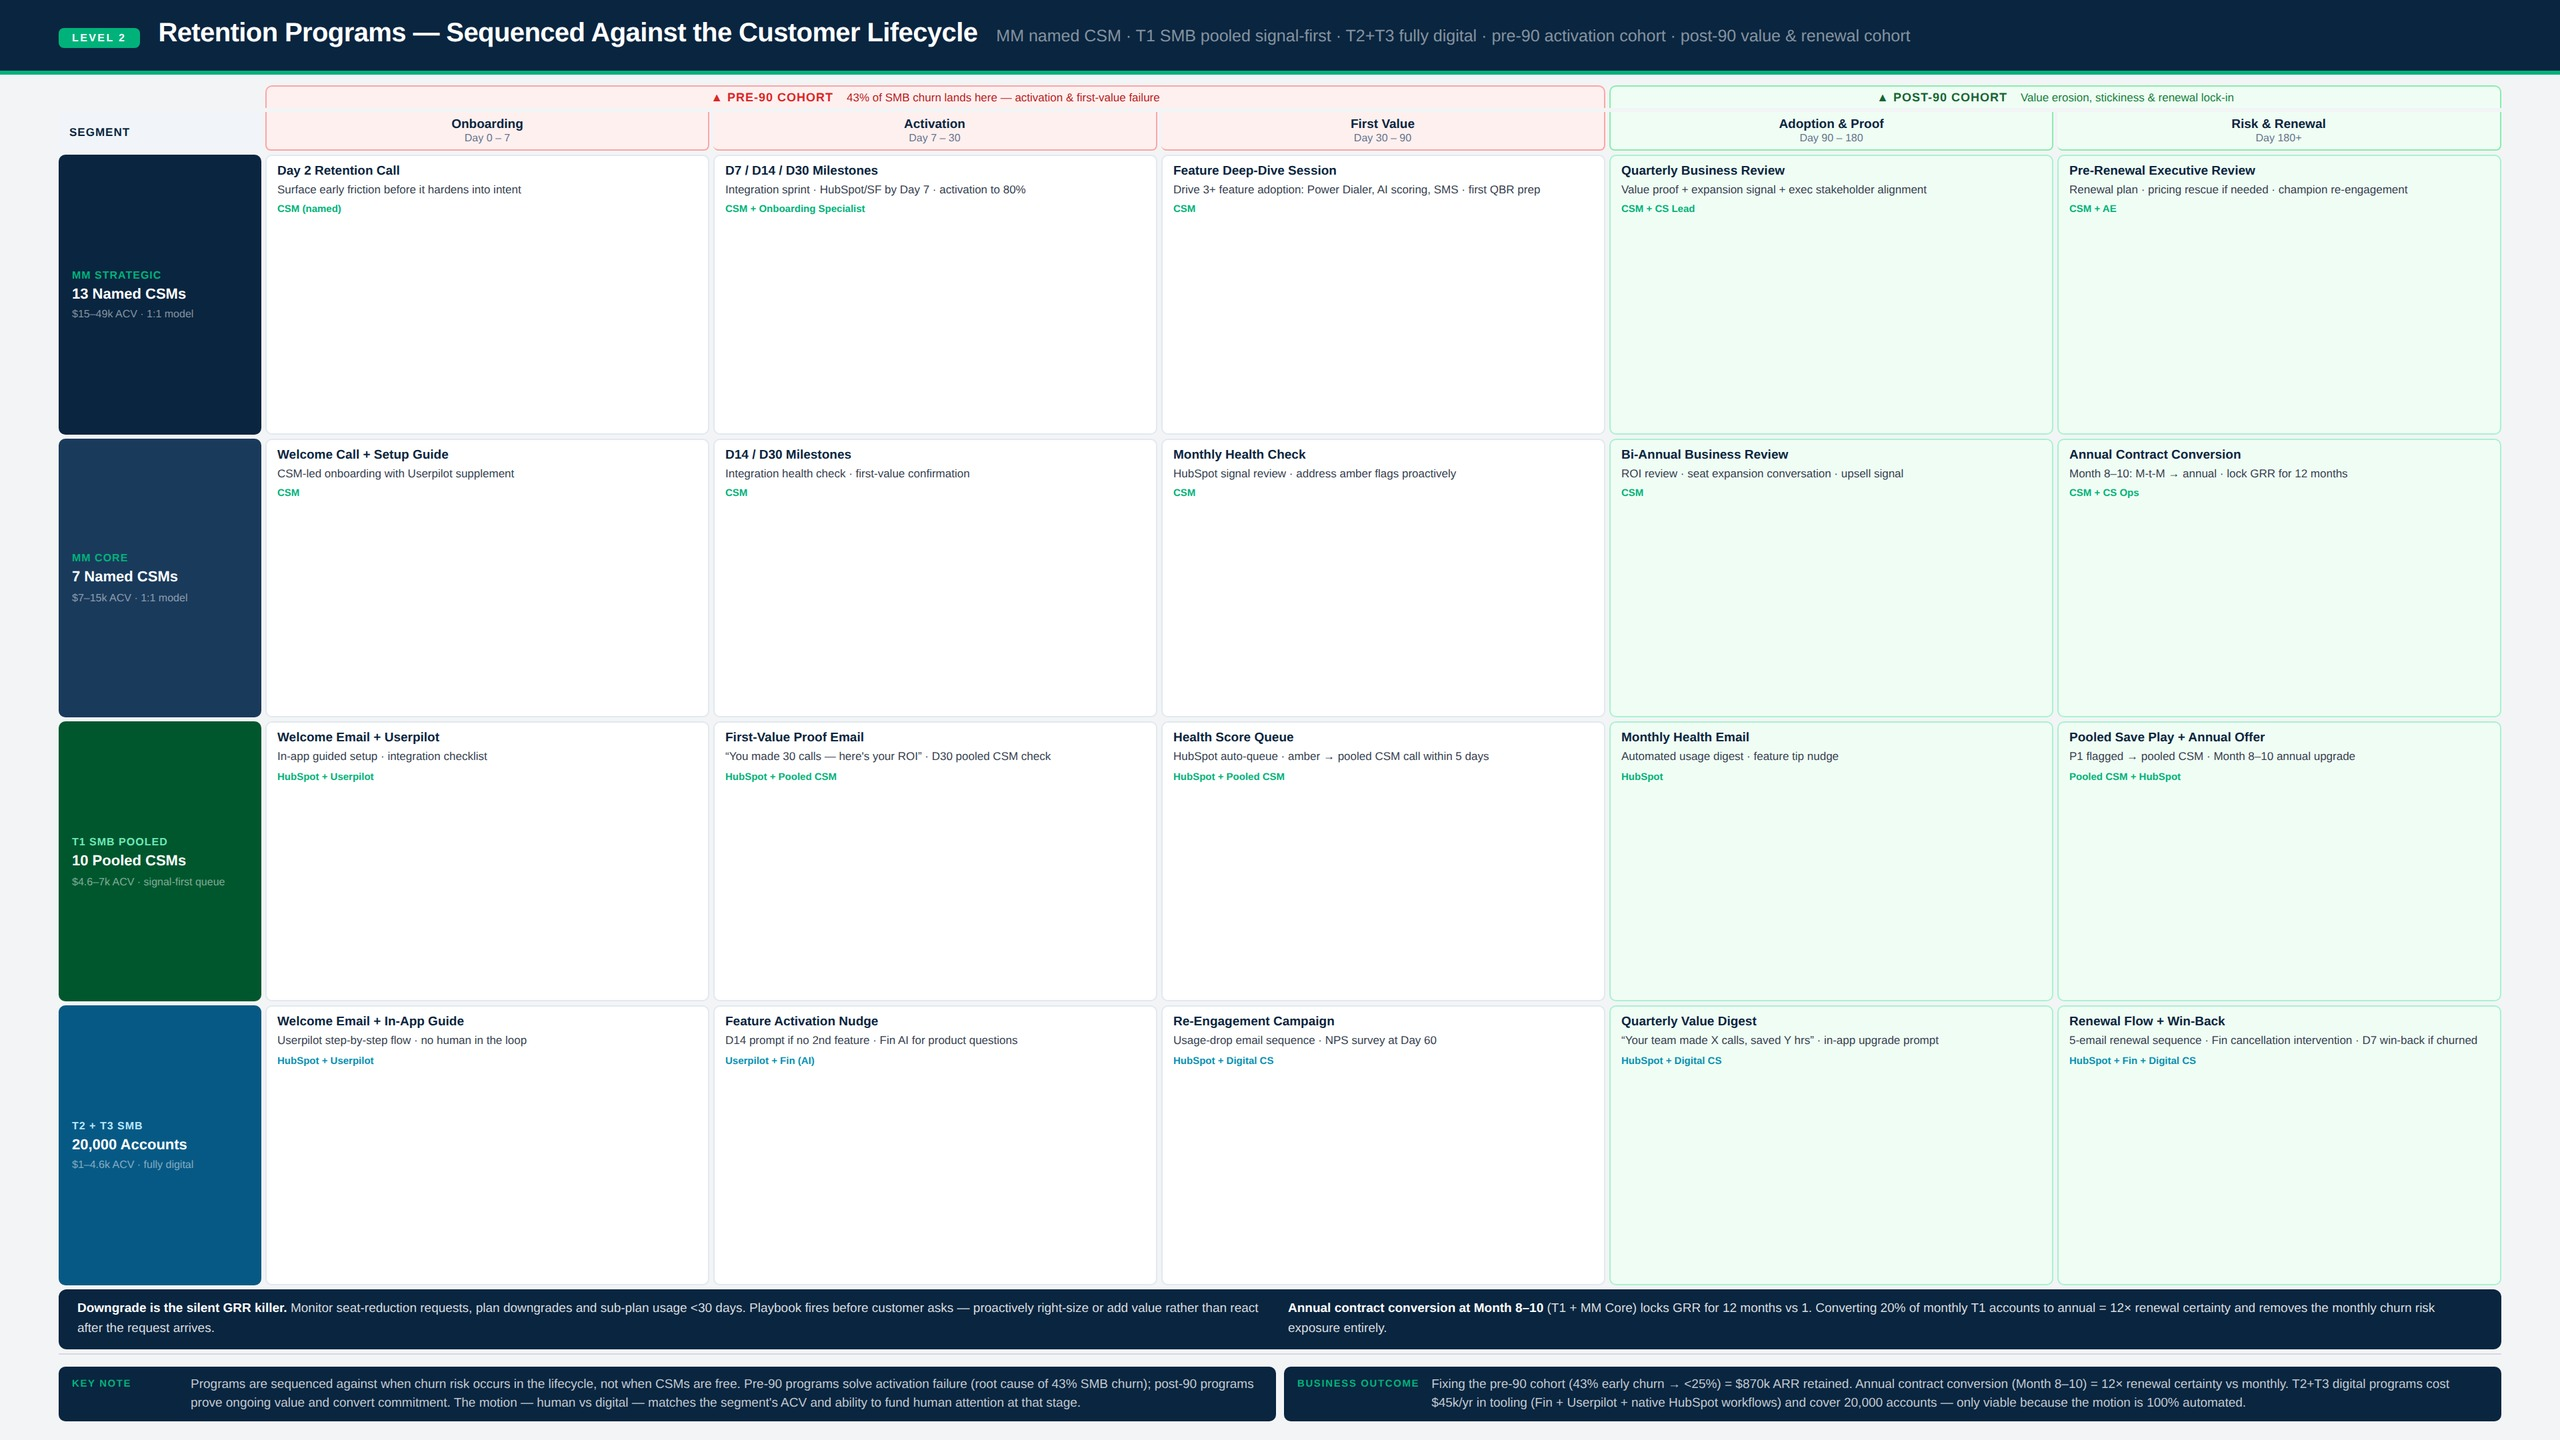 LEVEL 2
Retention Programs — Sequenced Against the Customer Lifecycle
MM named CSM · T1 SMB pooled signal-first · T2+T3 fully digital · pre-90 activation cohort · post-90 value & renewal cohort
▲ PRE-90 COHORT 43% of SMB churn lands here — activation & first-value failure
▲ POST-90 COHORT Value erosion, stickiness & renewal lock-in
SEGMENT
Onboarding
Day 0 – 7
Activation
Day 7 – 30
First Value
Day 30 – 90
Adoption & Proof
Day 90 – 180
Risk & Renewal
Day 180+
MM STRATEGIC
13 Named CSMs
$15–49k ACV · 1:1 model
Day 2 Retention Call
Surface early friction before it hardens into intent
CSM (named)
D7 / D14 / D30 Milestones
Integration sprint · HubSpot/SF by Day 7 · activation to 80%
CSM + Onboarding Specialist
Feature Deep-Dive Session
Drive 3+ feature adoption: Power Dialer, AI scoring, SMS · first QBR prep
CSM
Quarterly Business Review
Value proof + expansion signal + exec stakeholder alignment
CSM + CS Lead
Pre-Renewal Executive Review
Renewal plan · pricing rescue if needed · champion re-engagement
CSM + AE
MM CORE
7 Named CSMs
$7–15k ACV · 1:1 model
Welcome Call + Setup Guide
CSM-led onboarding with Userpilot supplement
CSM
D14 / D30 Milestones
Integration health check · first-value confirmation
CSM
Monthly Health Check
HubSpot signal review · address amber flags proactively
CSM
Bi-Annual Business Review
ROI review · seat expansion conversation · upsell signal
CSM
Annual Contract Conversion
Month 8–10: M-t-M → annual · lock GRR for 12 months
CSM + CS Ops
T1 SMB POOLED
10 Pooled CSMs
$4.6–7k ACV · signal-first queue
Welcome Email + Userpilot
In-app guided setup · integration checklist
HubSpot + Userpilot
First-Value Proof Email
“You made 30 calls — here's your ROI” · D30 pooled CSM check
HubSpot + Pooled CSM
Health Score Queue
HubSpot auto-queue · amber → pooled CSM call within 5 days
HubSpot + Pooled CSM
Monthly Health Email
Automated usage digest · feature tip nudge
HubSpot
Pooled Save Play + Annual Offer
P1 flagged → pooled CSM · Month 8–10 annual upgrade
Pooled CSM + HubSpot
T2 + T3 SMB
20,000 Accounts
$1–4.6k ACV · fully digital
Welcome Email + In-App Guide
Userpilot step-by-step flow · no human in the loop
HubSpot + Userpilot
Feature Activation Nudge
D14 prompt if no 2nd feature · Fin AI for product questions
Userpilot + Fin (AI)
Re-Engagement Campaign
Usage-drop email sequence · NPS survey at Day 60
HubSpot + Digital CS
Quarterly Value Digest
“Your team made X calls, saved Y hrs” · in-app upgrade prompt
HubSpot + Digital CS
Renewal Flow + Win-Back
5-email renewal sequence · Fin cancellation intervention · D7 win-back if churned
HubSpot + Fin + Digital CS
Downgrade is the silent GRR killer. Monitor seat-reduction requests, plan downgrades and sub-plan usage <30 days. Playbook fires before customer asks — proactively right-size or add value rather than react
after the request arrives.
Annual contract conversion at Month 8–10 (T1 + MM Core) locks GRR for 12 months vs 1. Converting 20% of monthly T1 accounts to annual = 12× renewal certainty and removes the monthly churn risk
exposure entirely.
KEY NOTE
Programs are sequenced against when churn risk occurs in the lifecycle, not when CSMs are free. Pre-90 programs solve activation failure (root cause of 43% SMB churn); post-90 programs
prove ongoing value and convert commitment. The motion — human vs digital — matches the segment's ACV and ability to fund human attention at that stage.
BUSINESS OUTCOME
Fixing the pre-90 cohort (43% early churn → <25%) = $870k ARR retained. Annual contract conversion (Month 8–10) = 12× renewal certainty vs monthly. T2+T3 digital programs cost
$45k/yr in tooling (Fin + Userpilot + native HubSpot workflows) and cover 20,000 accounts — only viable because the motion is 100% automated.